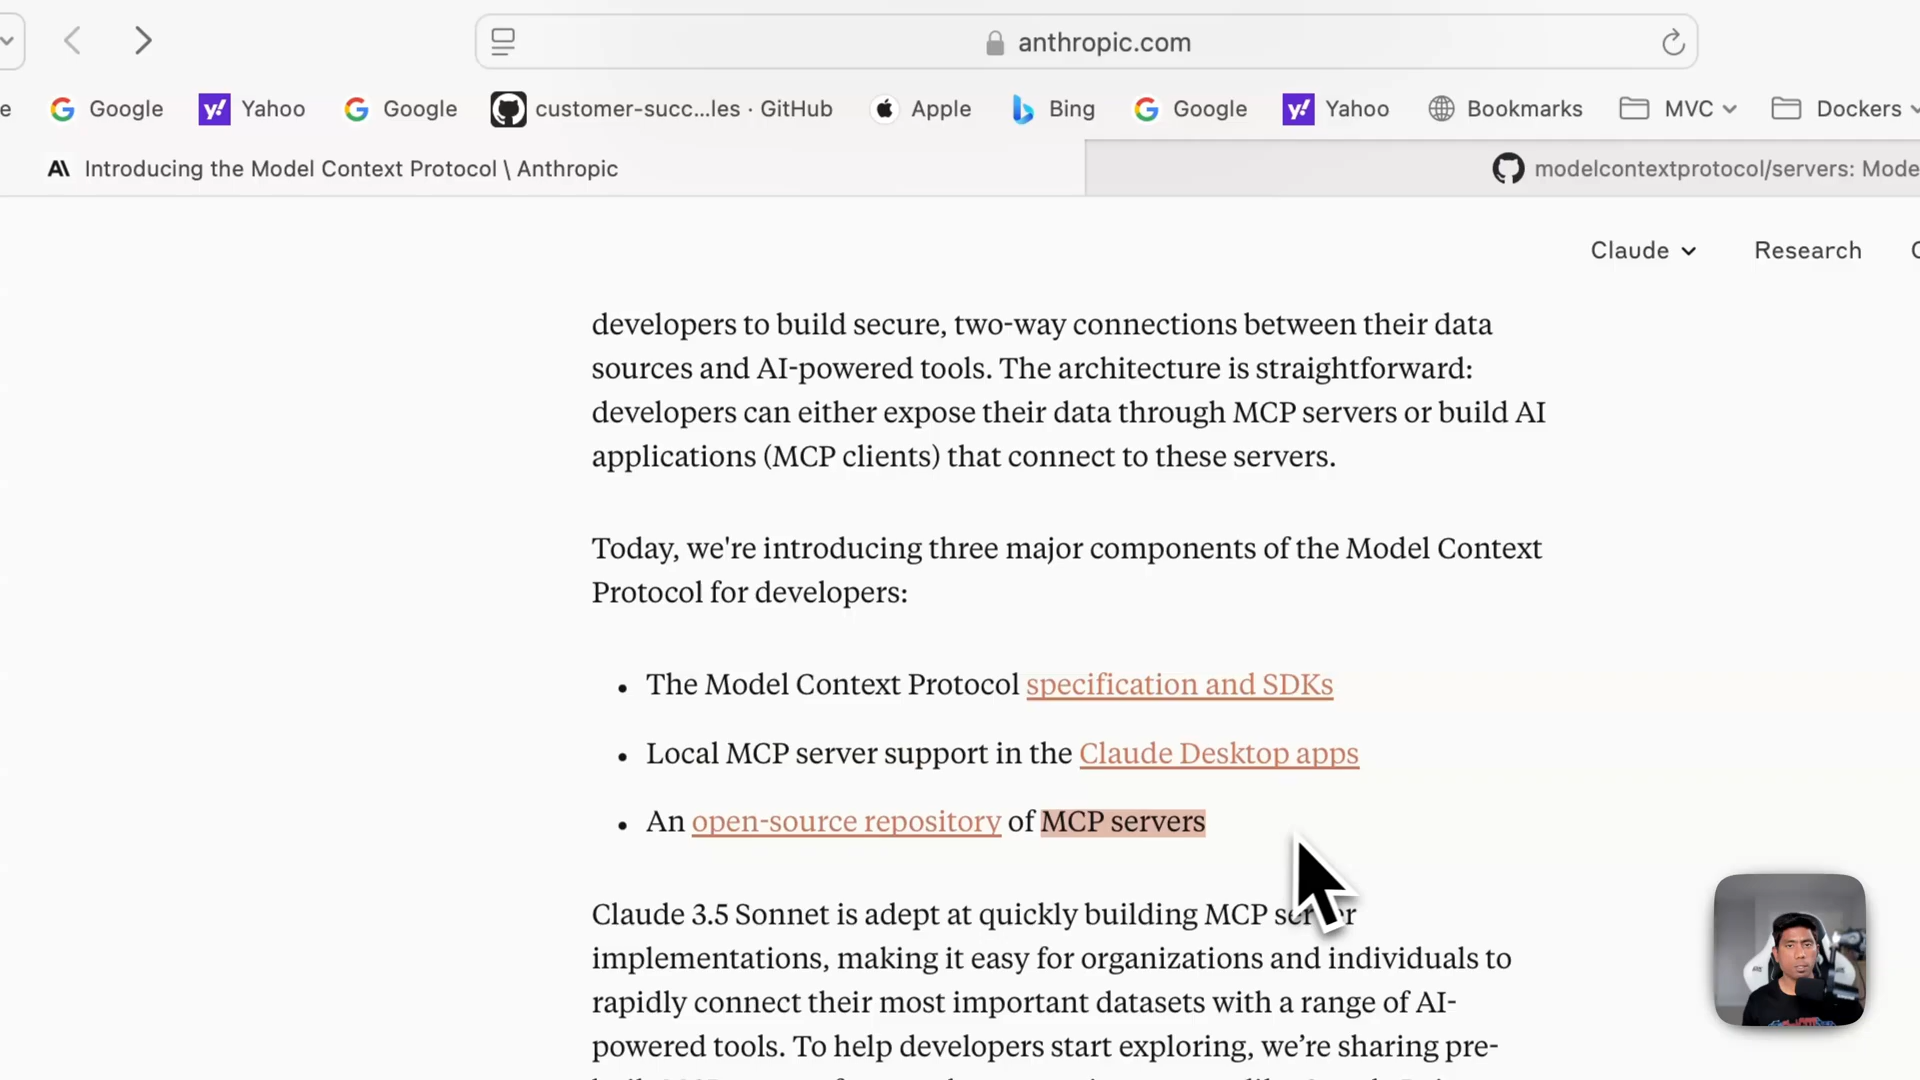 anthropic.com
e Google Yahoo Google customer-succ...les · GitHub Apple Bing Google Yahoo Bookmarks MVC Dockers
Introducing the Model Context Protocol \ Anthropic
modelcontextprotocol/servers: Mode
Claude Research
developers to build secure, two-way connections between their data
sources and AI-powered tools. The architecture is straightforward:
developers can either expose their data through MCP servers or build AI
applications (MCP clients) that connect to these servers.
Today, we're introducing three major components of the Model Context
Protocol for developers:
• The Model Context Protocol specification and SDKs
• Local MCP server support in the Claude Desktop apps
• An open-source repository of MCP servers
Claude 3.5 Sonnet is adept at quickly building MCP server
implementations, making it easy for organizations and individuals to
rapidly connect their most important datasets with a range of AI-
powered tools. To help developers start exploring, we’re sharing pre-